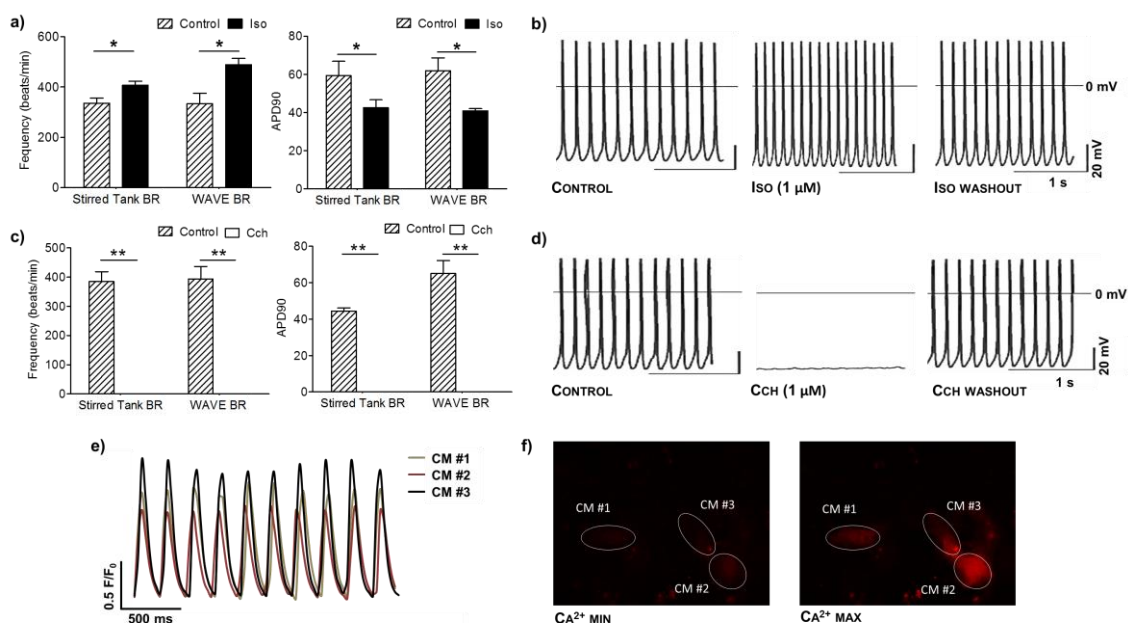 a)
Control Iso
Fequency (beats/min)
600
400
200
0
*
*
Stirred Tank BR
WAVE BR
Control Iso
APD90
80
60
40
20
0
*
*
Stirred Tank BR
WAVE BR
b)
0 mV
20 mV
1 s
CONTROL
ISO (1 µM)
ISO WASHOUT
c)
Control Cch
Frequency (beats/min)
500
400
300
200
100
0
**
**
Stirred Tank BR
WAVE BR
Control Cch
APD90
80
60
40
20
0
**
**
Stirred Tank BR
WAVE BR
d)
0 mV
20 mV
1 s
CONTROL
CCH (1 µM)
CCH WASHOUT
e)
CM #1
CM #2
CM #3
0.5 F/F₀
500 ms
f)
CM #1
CM #3
CM #2
CA²⁺ MIN
CM #1
CM #3
CM #2
CA²⁺ MAX